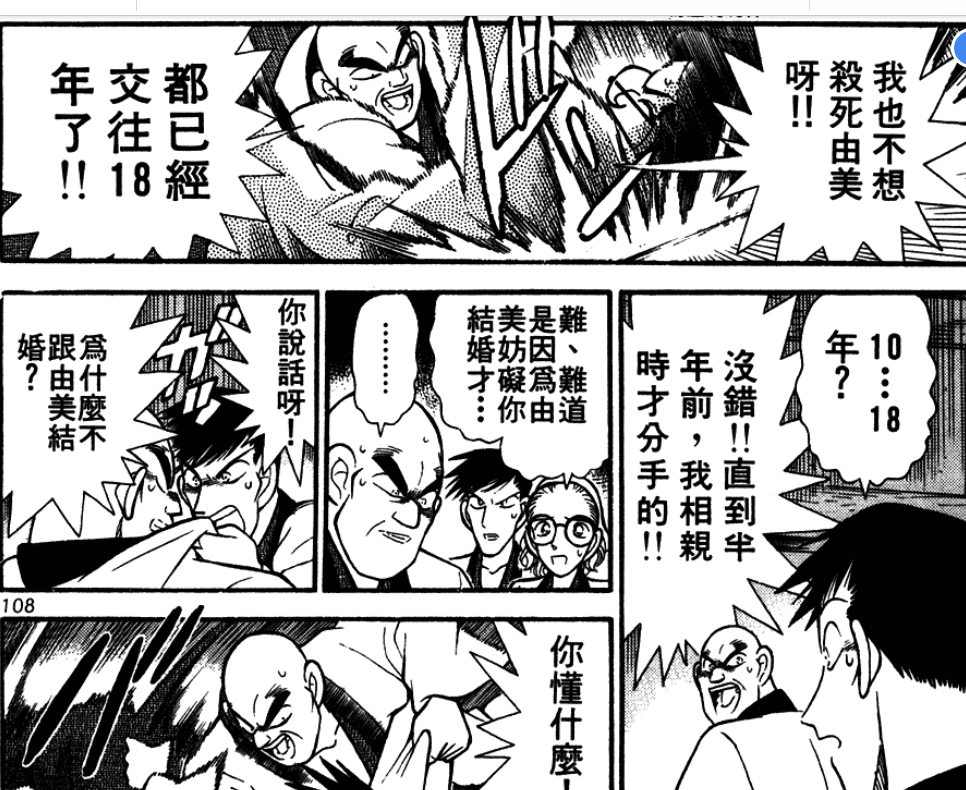 我也不想
殺死由美
呀!!
都已經
交往18
年了!!
10…18
年?
沒錯!!直到半
年前,我相親
時才分手的!!
難、難道
是因爲由
美妨礙你
結婚才…
………
你說話呀!
爲什麼不
跟由美結
婚?
108
你懂什麼!